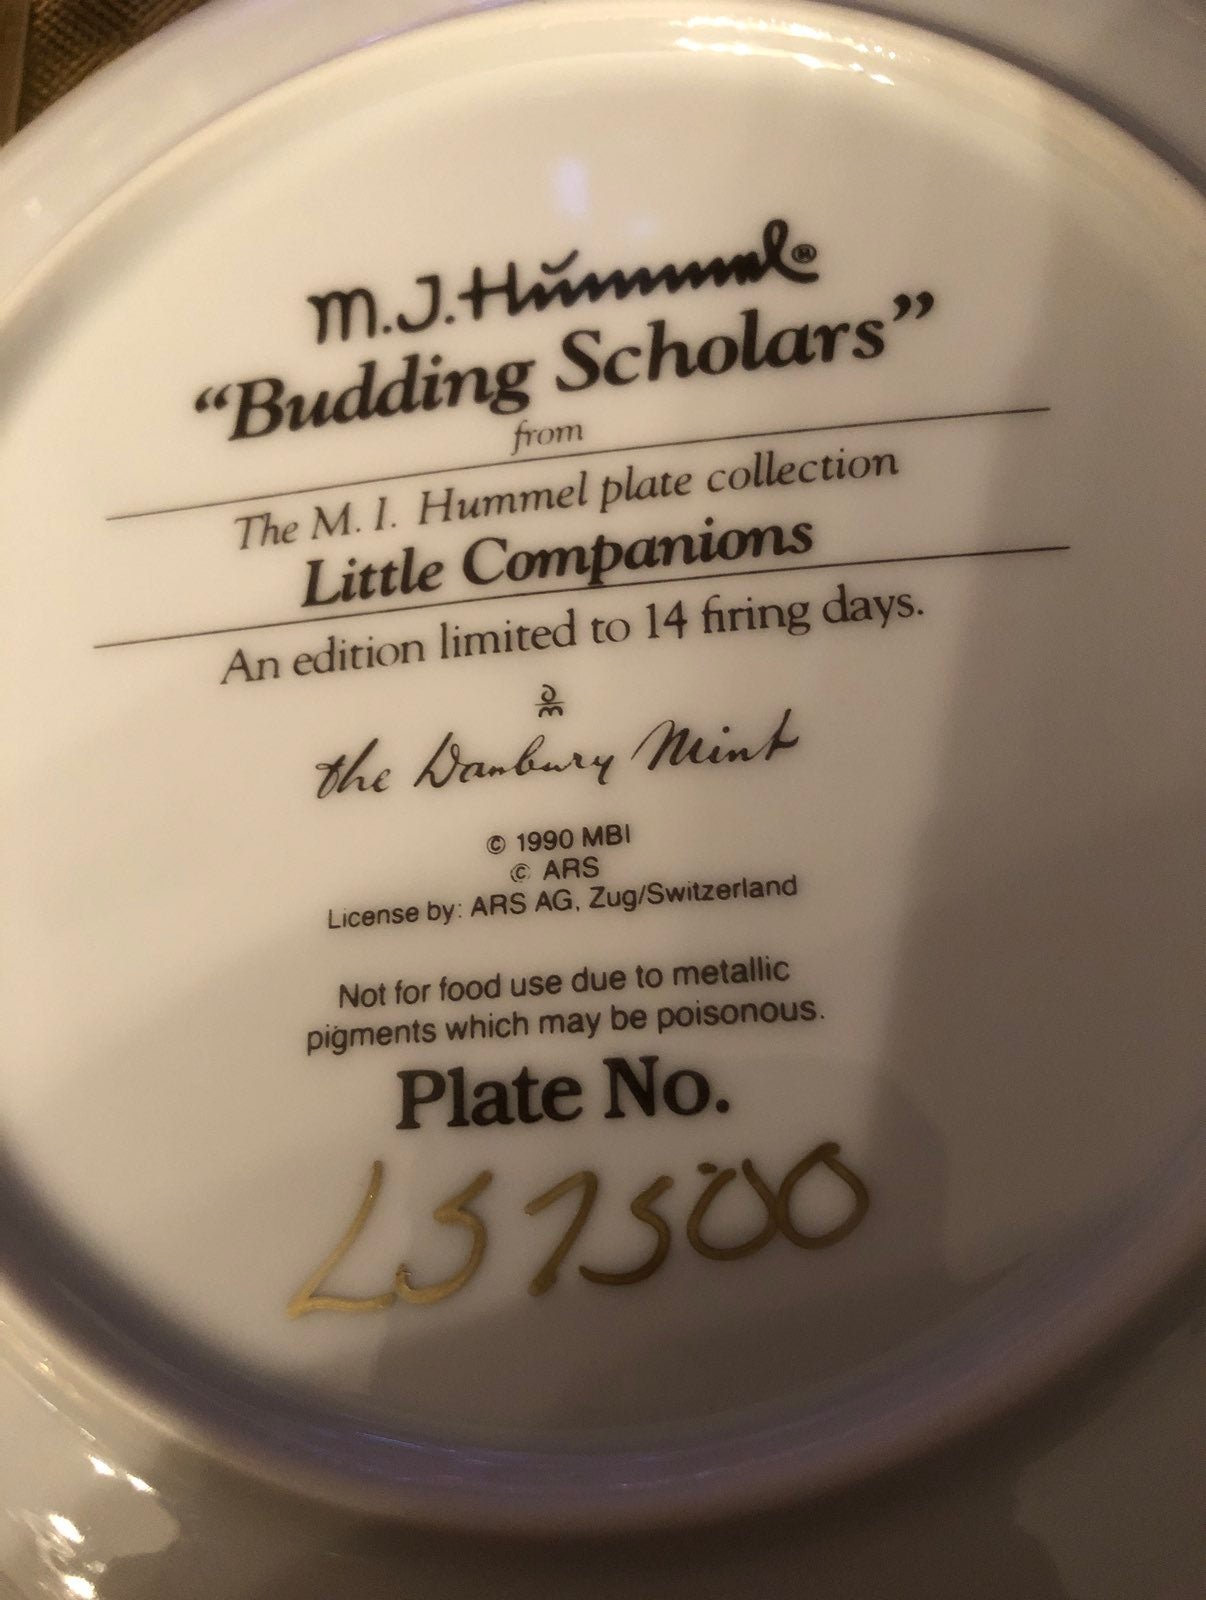 M.J. Hummel®
“Budding Scholars”
from
The M. I. Hummel plate collection
Little Companions
An edition limited to 14 firing days.
the Danbury Mint
© 1990 MBI
© ARS
License by: ARS AG, Zug/Switzerland
Not for food use due to metallic
pigments which may be poisonous.
Plate No.
LS7500